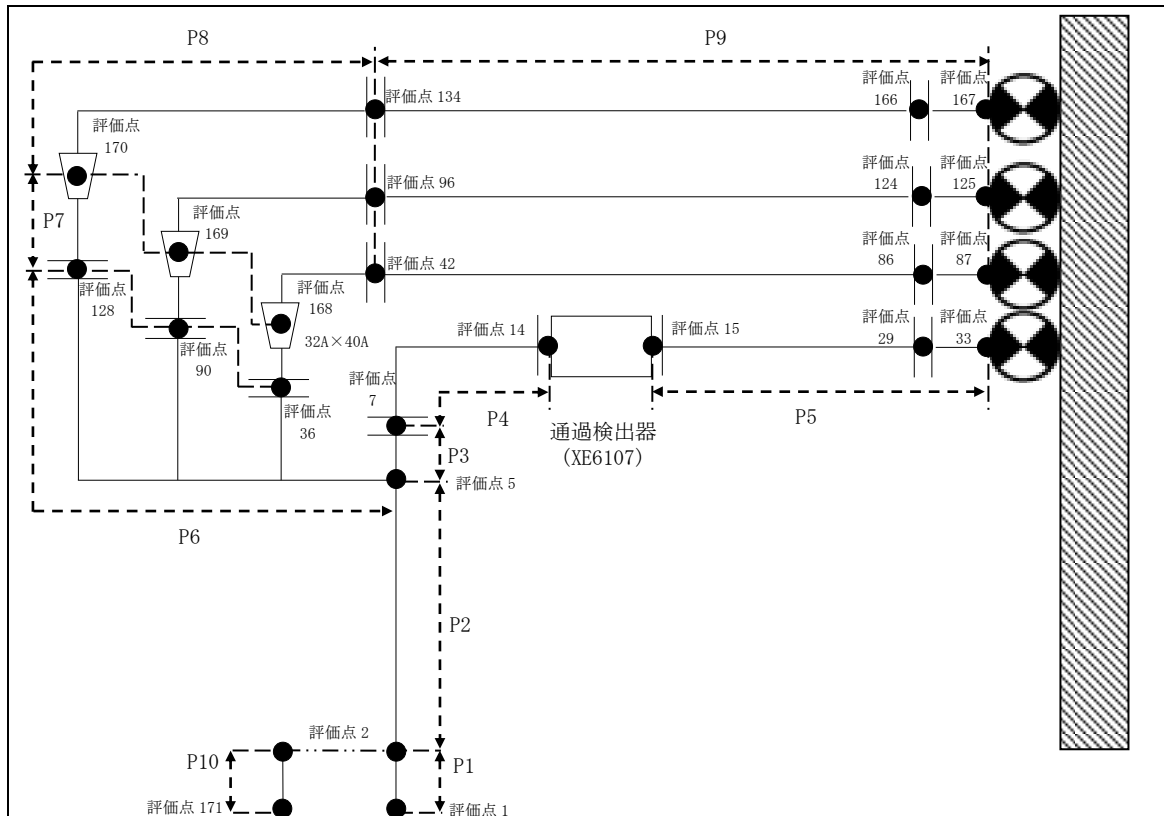 P8
P9
評価点 134
評価点
166
評価点
167
評価点
170
P7
評価点
169
評価点 96
評価点
124
評価点
125
評価点
128
評価点
168
評価点 42
評価点
86
評価点
87
評価点
90
32A×40A
評価点 14
評価点 15
評価点
29
評価点
33
評価点
36
評価点
7
P4
通過検出器
(XE6107)
P5
P3
評価点 5
P6
P2
評価点 2
P10
P1
評価点 171
評価点 1